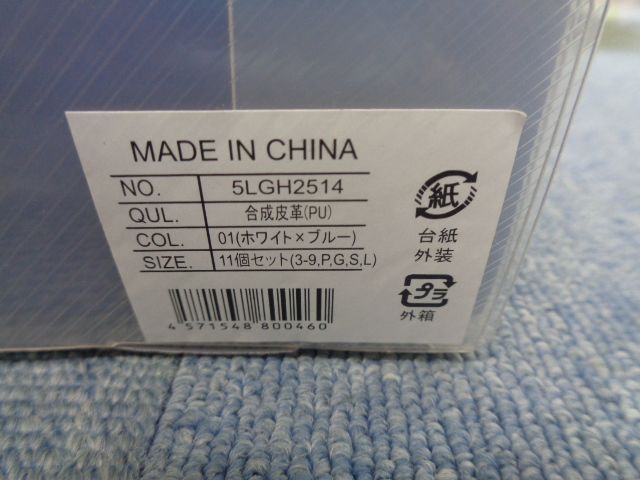 MADE IN CHINA
NO. 5LGH2514
QUL. 合成皮革(PU)
COL. 01(ホワイト×ブルー)
SIZE. 11個セット(3-9,P,G,S,L)
4 571548 800460
紙
台紙
外装
プラ
外箱